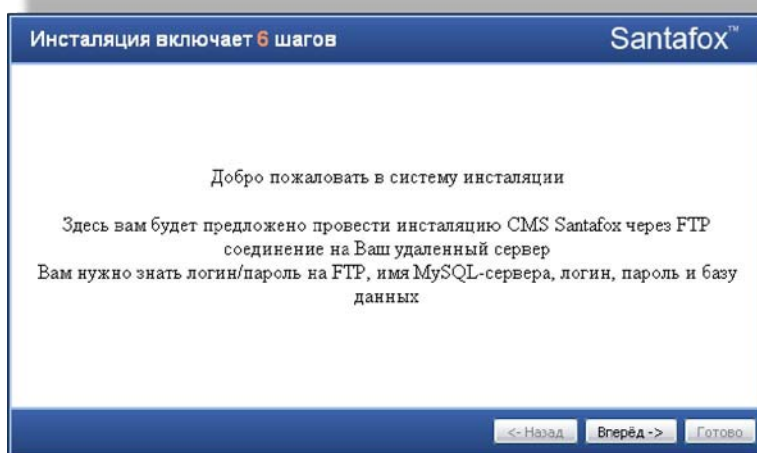 Инсталяция включает 6 шагов
Santafox™
Добро пожаловать в систему инсталяции
Здесь вам будет предложено провести инсталяцию CMS Santafox через FTP
соединение на Ваш удаленный сервер
Вам нужно знать логин/пароль на FTP, имя MySQL-сервера, логин, пароль и базу
данных
<- Назад
Вперёд ->
Готово